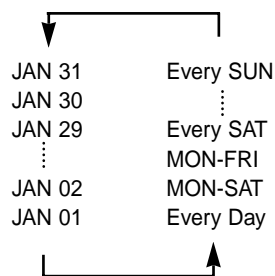 JAN 31 Every SUN
JAN 30
JAN 29 Every SAT
MON-FRI
JAN 02 MON-SAT
JAN 01 Every Day